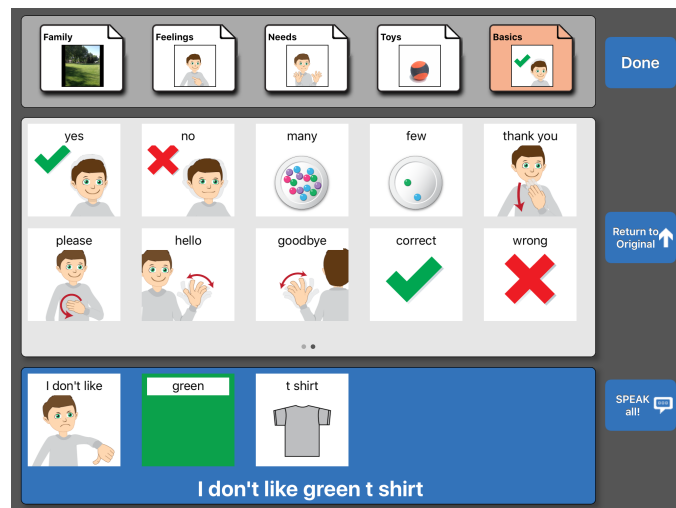 Family
Feelings
Needs
Toys
Basics
Done
yes
no
many
few
thank you
please
hello
goodbye
correct
wrong
Return to
Original
I don't like
green
t shirt
SPEAK
all!
I don't like green t shirt